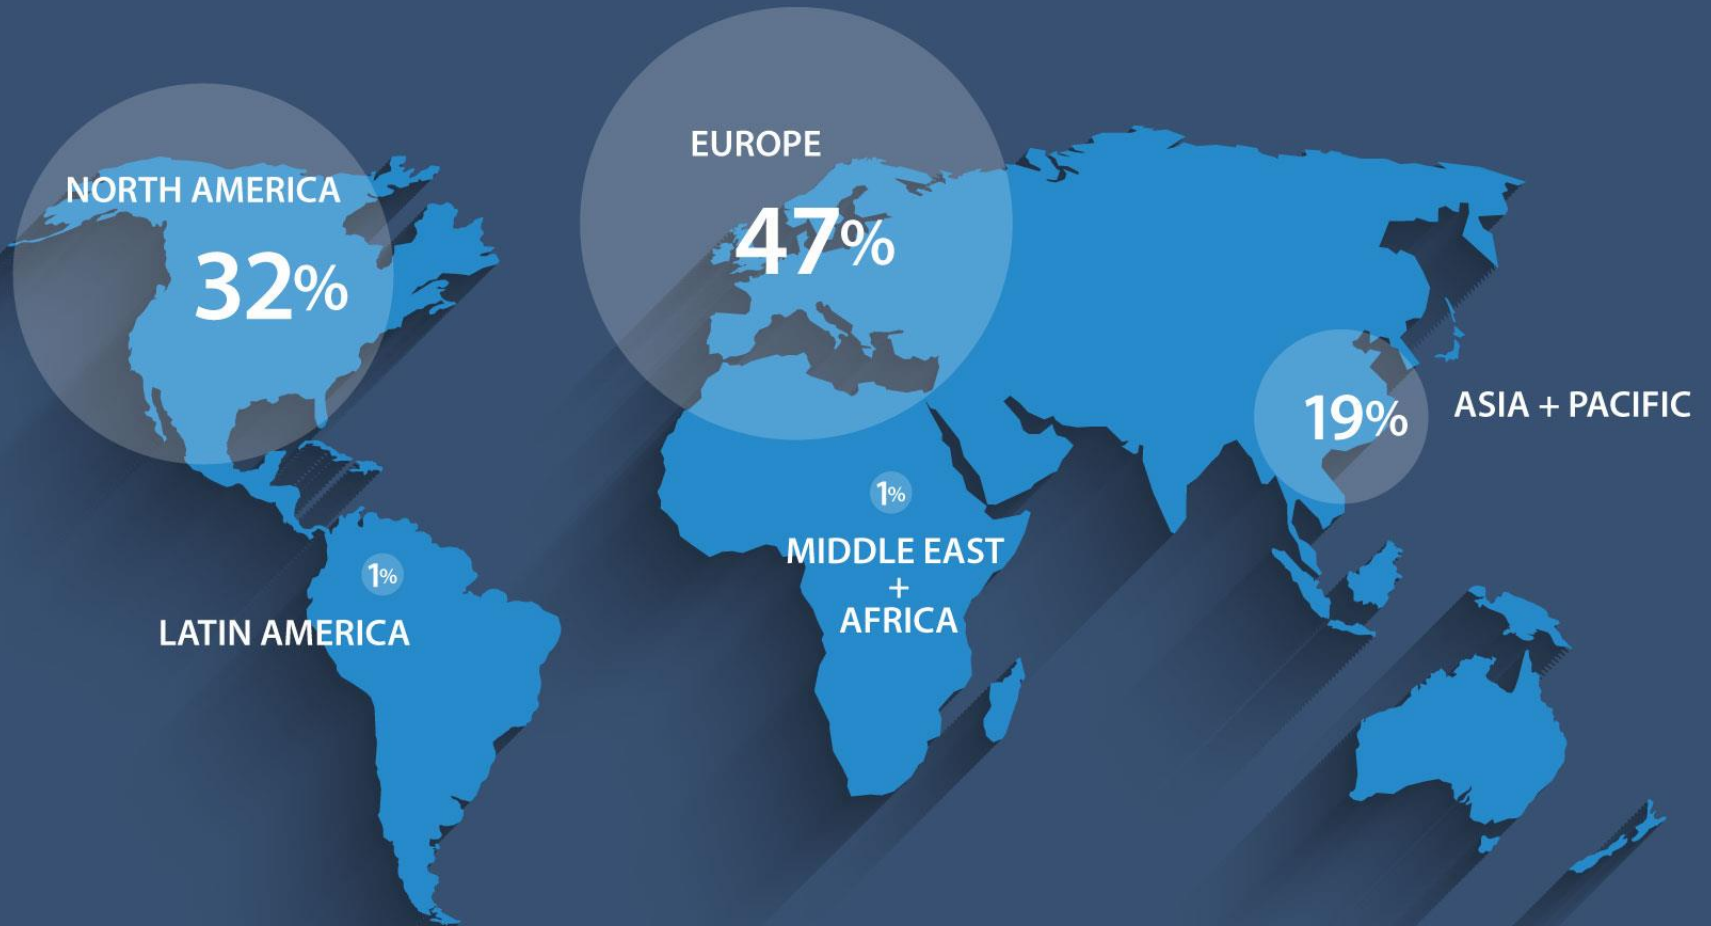 NORTH AMERICA
32%
EUROPE
47%
19%
ASIA + PACIFIC
1%
MIDDLE EAST
+
AFRICA
1%
LATIN AMERICA